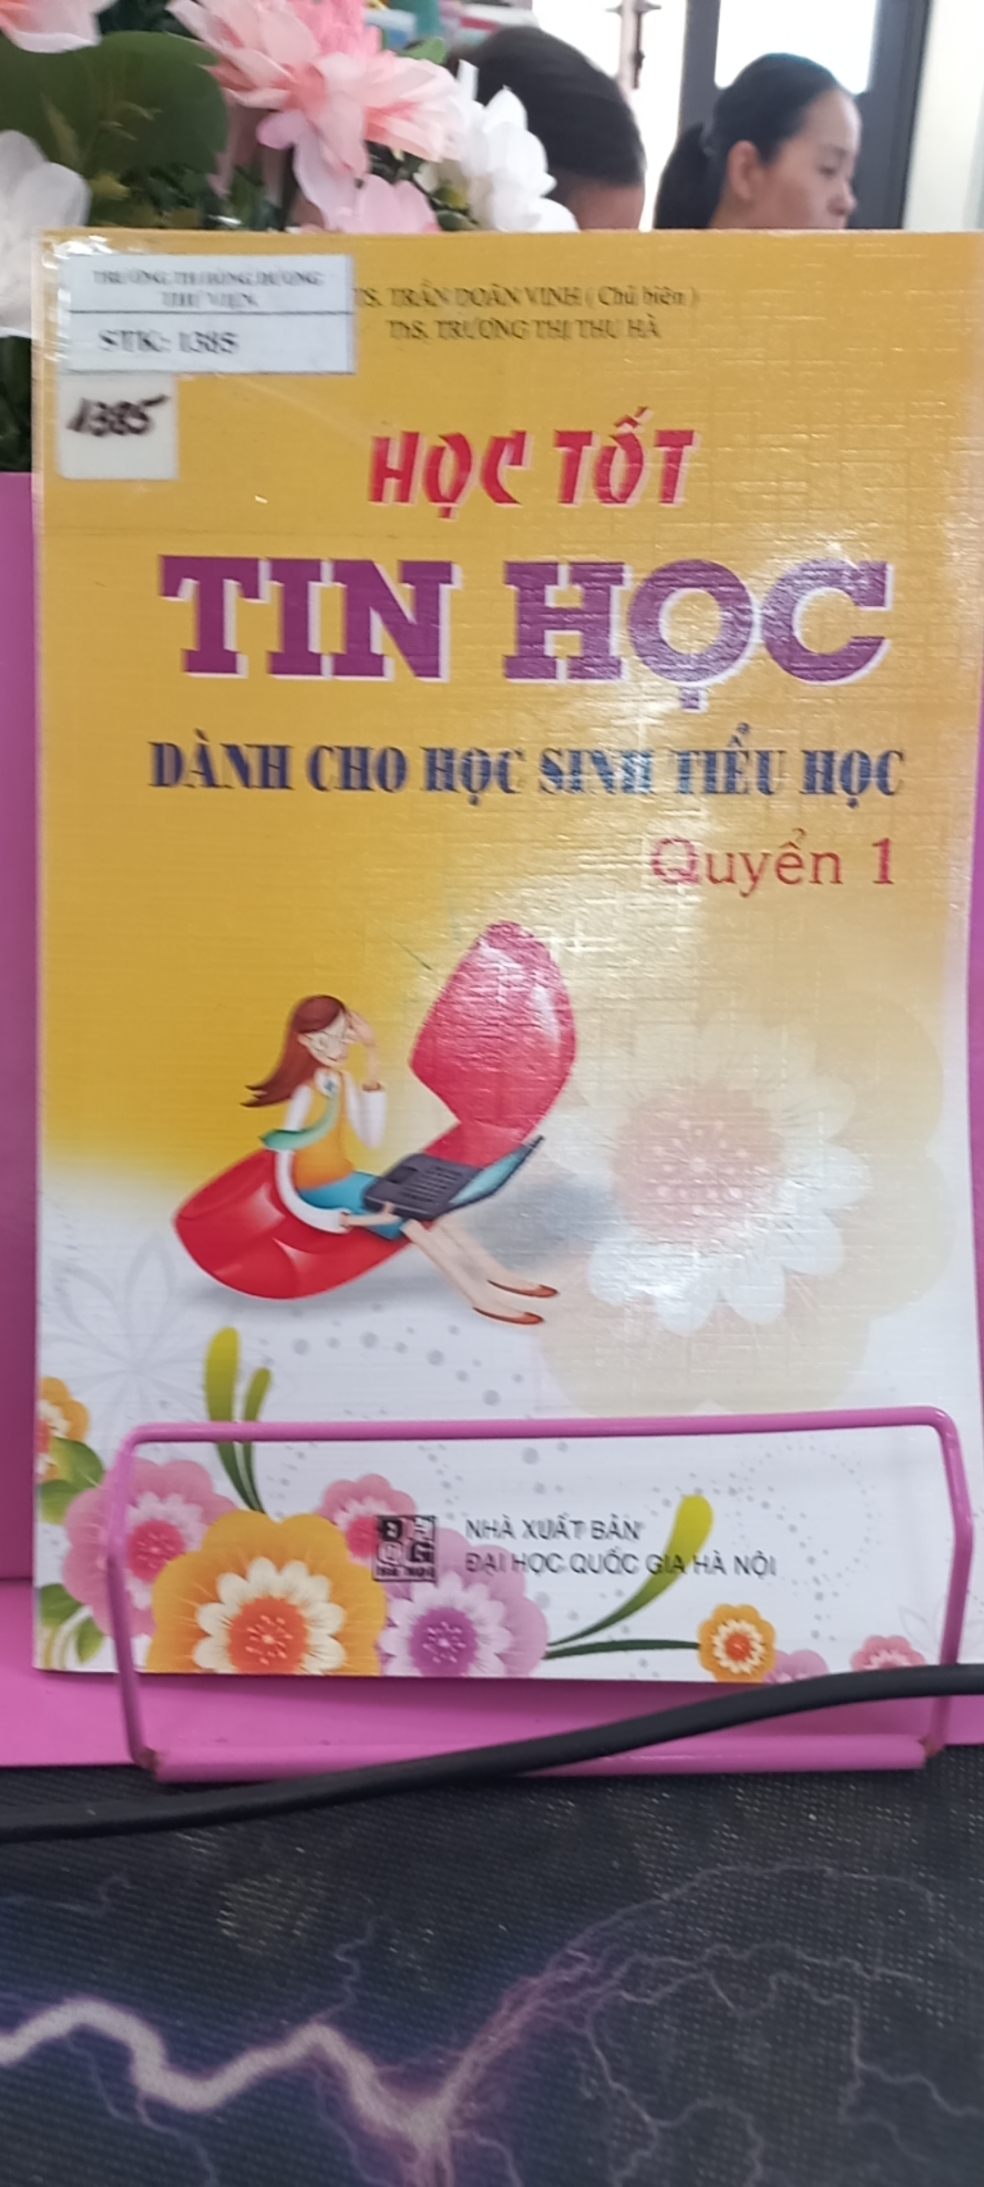 TRƯỜNG TH HỒNG DƯƠNG
THƯ VIỆN
STK: 1385
1385
TS. TRẦN DOÃN VINH ( Chủ biên )
ThS. TRƯƠNG THỊ THU HÀ
HỌC TỐT
TIN HỌC
DÀNH CHO HỌC SINH TIỂU HỌC
Quyển 1
NHÀ XUẤT BẢN
ĐẠI HỌC QUỐC GIA HÀ NỘI